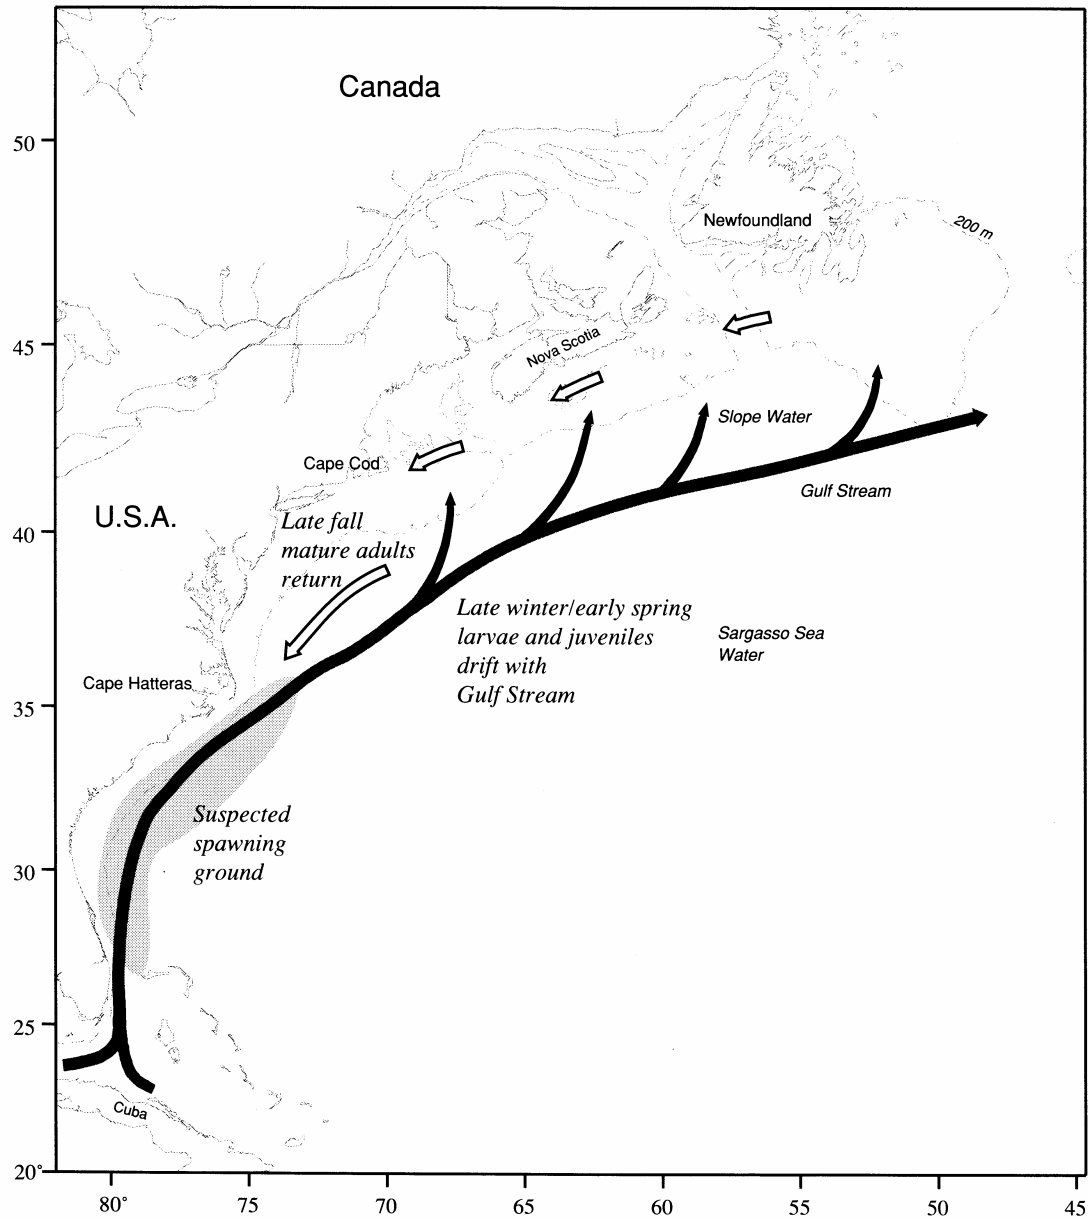 Canada
50
Newfoundland
200 m
45
Nova Scotia
Slope Water
Cape Cod
Gulf Stream
U.S.A.
Late fall
mature adults
return
40
Late winter/early spring
larvae and juveniles
drift with
Gulf Stream
Sargasso Sea
Water
Cape Hatteras
35
Suspected
spawning
ground
30
25
Cuba
20°
80°
75
70
65
60
55
50
45